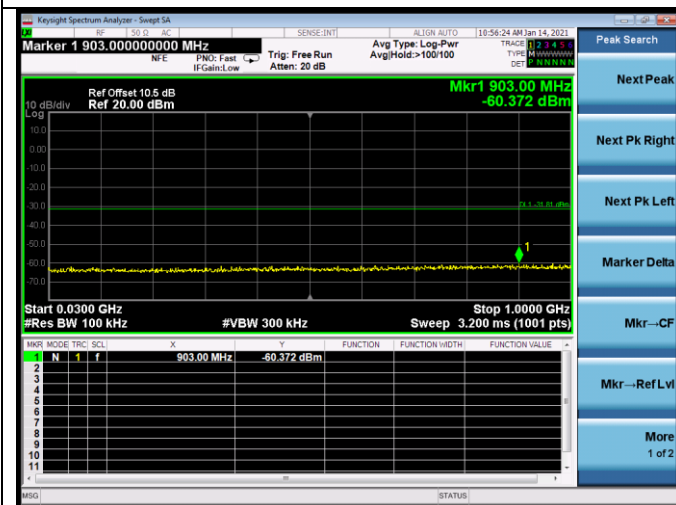 Keysight Spectrum Analyzer - Swept SA
LXI RF 50 Ω AC SENSE:INT ALIGN AUTO 10:56:24 AM Jan 14, 2021
Marker 1 903.000000000 MHz
NFE PNO: Fast Trig: Free Run Avg Type: Log-Pwr TRACE 1 2 3 4 5 6
IFGain:Low Atten: 20 dB Avg|Hold:>100/100 TYPE M WWWWW
DET P N N N N N
Peak Search
Next Peak
Next Pk Right
Next Pk Left
Marker Delta
Mkr→CF
Mkr→Ref Lvl
More
1 of 2
Ref Offset 10.5 dB Mkr1 903.00 MHz
10 dB/div Ref 20.00 dBm -60.372 dBm
Log
10.0
0.00
-10.0
-20.0
-30.0
DL1 -31.81 dBm
-40.0
-50.0
1
-60.0
-70.0
Start 0.0300 GHz Stop 1.0000 GHz
#Res BW 100 kHz #VBW 300 kHz Sweep 3.200 ms (1001 pts)
MKR MODE TRC SCL X Y FUNCTION FUNCTION WIDTH FUNCTION VALUE
1 N 1 f 903.00 MHz -60.372 dBm
2
3
4
5
6
7
8
9
10
11
MSG STATUS